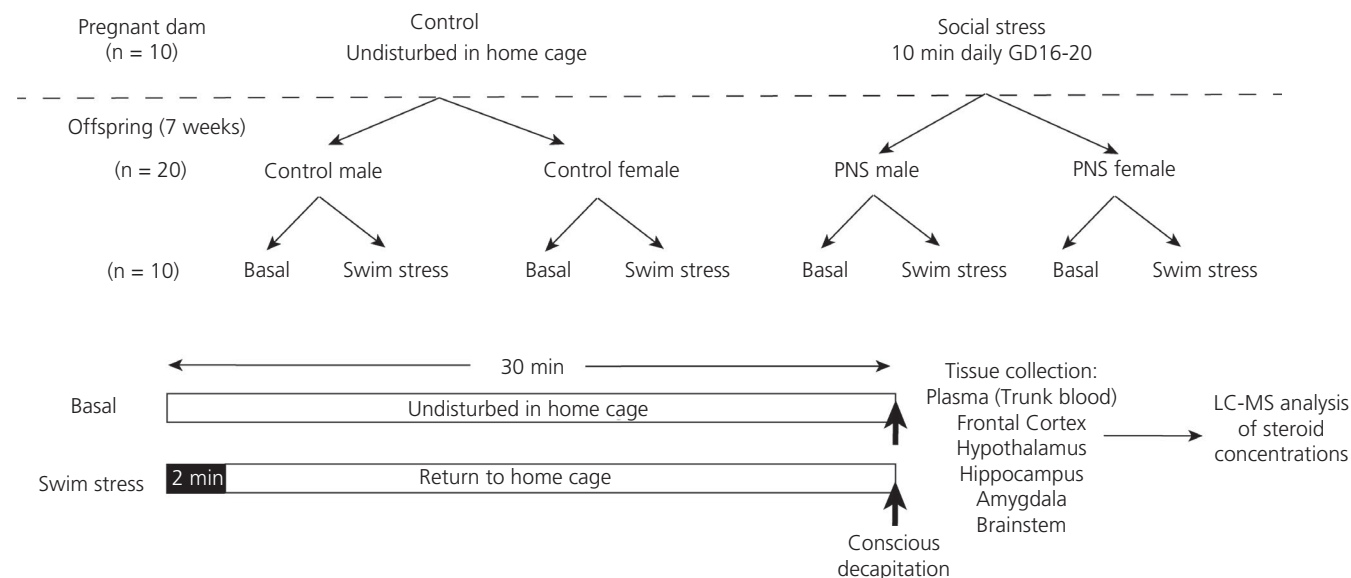 Pregnant dam
(n = 10)
Control
Undisturbed in home cage
Social stress
10 min daily GD16-20
Offspring (7 weeks)
(n = 20)
Control male
Control female
PNS male
PNS female
(n = 10)
Basal
Swim stress
Basal
Swim stress
Basal
Swim stress
Basal
Swim stress
30 min
Basal
Undisturbed in home cage
Swim stress
2 min
Return to home cage
Conscious
decapitation
Tissue collection:
Plasma (Trunk blood)
Frontal Cortex
Hypothalamus
Hippocampus
Amygdala
Brainstem
LC-MS analysis
of steroid
concentrations